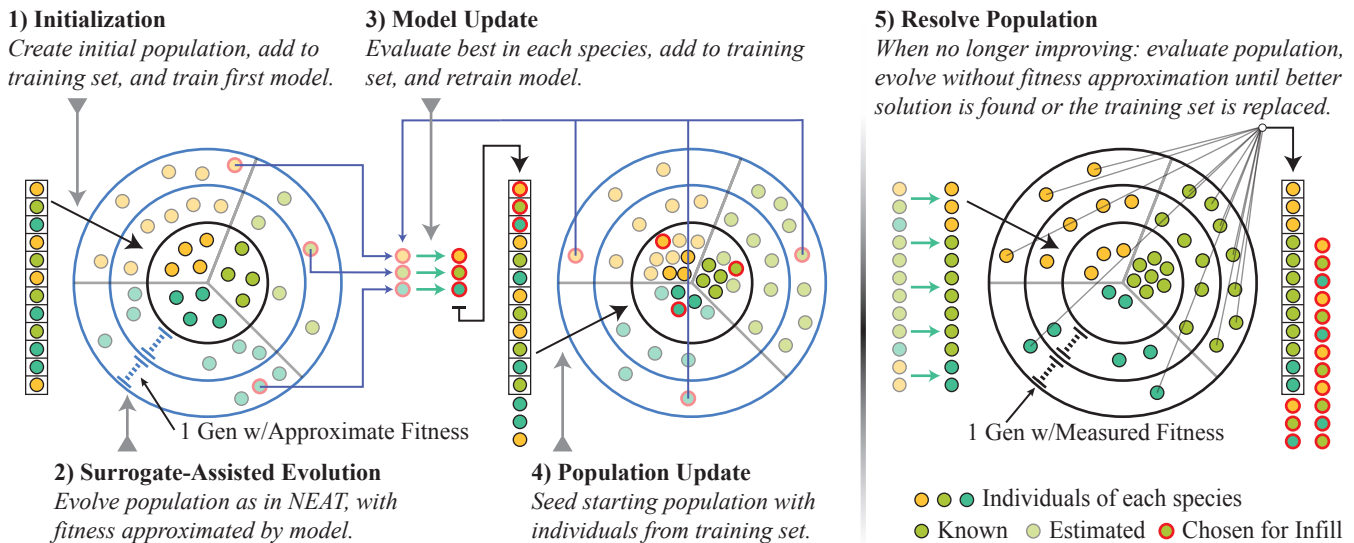 1) Initialization
Create initial population, add to
training set, and train first model.
3) Model Update
Evaluate best in each species, add to training
set, and retrain model.
5) Resolve Population
When no longer improving: evaluate population,
evolve without fitness approximation until better
solution is found or the training set is replaced.
1 Gen w/Approximate Fitness
1 Gen w/Measured Fitness
2) Surrogate-Assisted Evolution
Evolve population as in NEAT, with
fitness approximated by model.
4) Population Update
Seed starting population with
individuals from training set.
Individuals of each species
Known Estimated Chosen for Infill